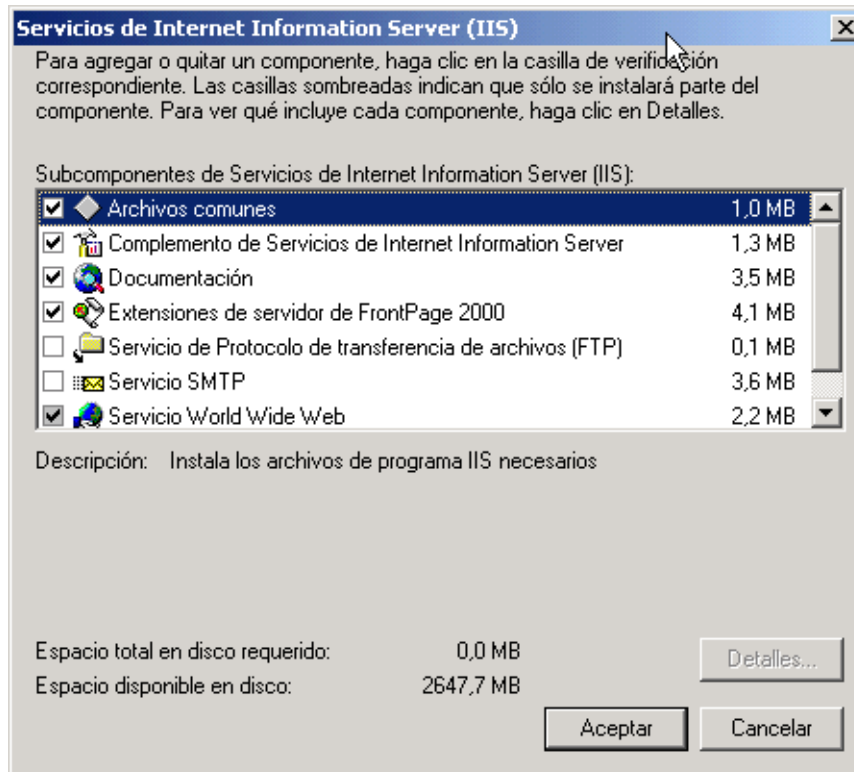 Servicios de Internet Information Server (IIS)
Para agregar o quitar un componente, haga clic en la casilla de verificación
correspondiente. Las casillas sombreadas indican que sólo se instalará parte del
componente. Para ver qué incluye cada componente, haga clic en Detalles.
Subcomponentes de Servicios de Internet Information Server (IIS):
Archivos comunes 1,0 MB
Complemento de Servicios de Internet Information Server 1,3 MB
Documentación 3,5 MB
Extensiones de servidor de FrontPage 2000 4,1 MB
Servicio de Protocolo de transferencia de archivos (FTP) 0,1 MB
Servicio SMTP 3,6 MB
Servicio World Wide Web 2,2 MB
Descripción: Instala los archivos de programa IIS necesarios
Espacio total en disco requerido: 0,0 MB
Detalles...
Espacio disponible en disco: 2647,7 MB
Aceptar Cancelar